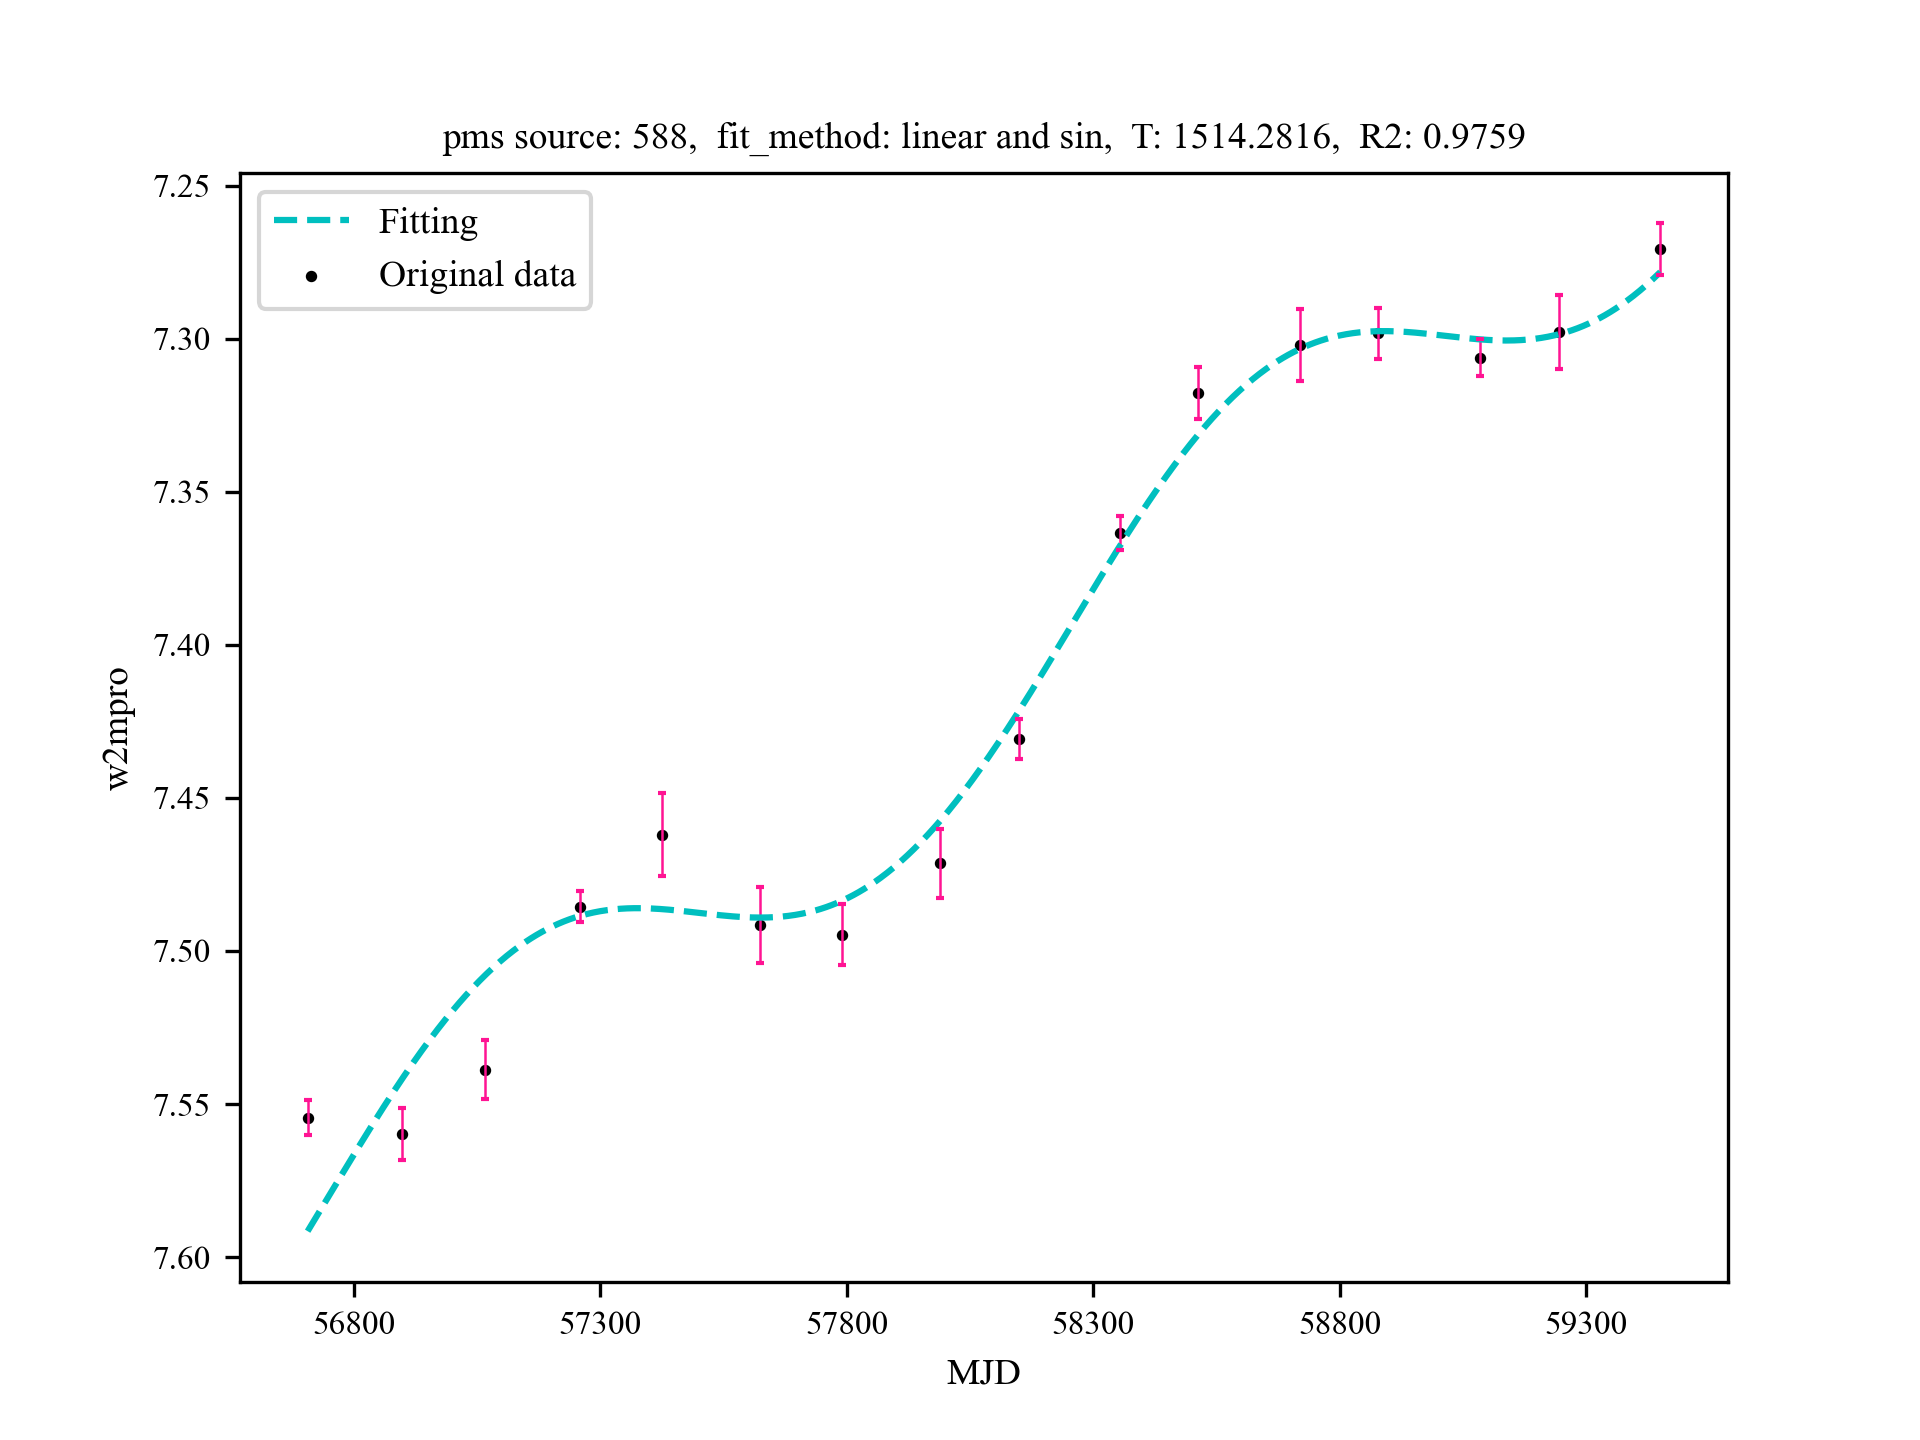 pms source: 588,  fit_method: linear and sin,  T: 1514.2816,  R2: 0.9759
Fitting
Original data
7.25
7.30
7.35
7.40
7.45
7.50
7.55
7.60
w2mpro
56800
57300
57800
58300
58800
59300
MJD